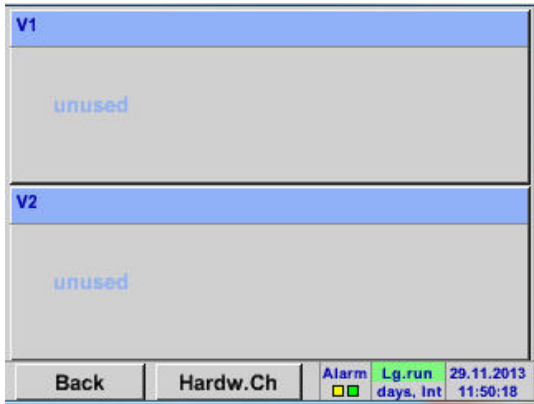 V1
unused
V2
unused
Back
Hardw.Ch
Alarm
Lg.run
days, Int
29.11.2013
11:50:18